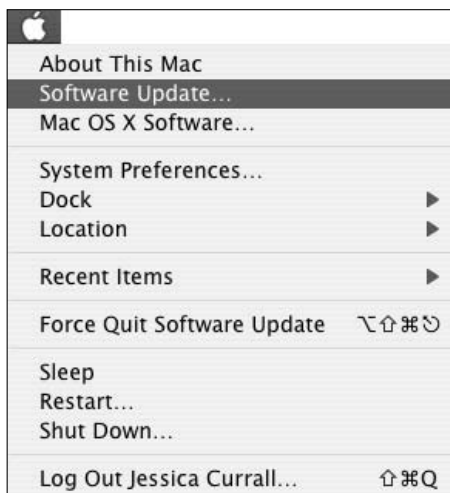 About This Mac
Software Update...
Mac OS X Software...
System Preferences...
Dock
Location
Recent Items
Force Quit Software Update ⌥⇧⌘⎋
Sleep
Restart...
Shut Down...
Log Out Jessica Currall... ⇧⌘Q